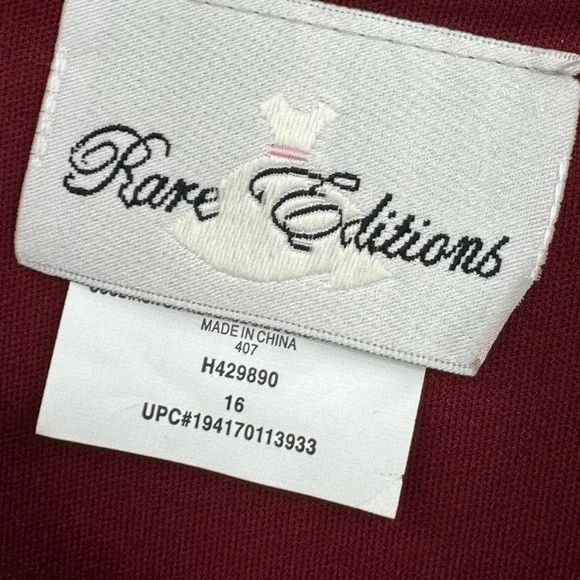 Rare Editions
MADE IN CHINA
407
H429890
16
UPC#194170113933